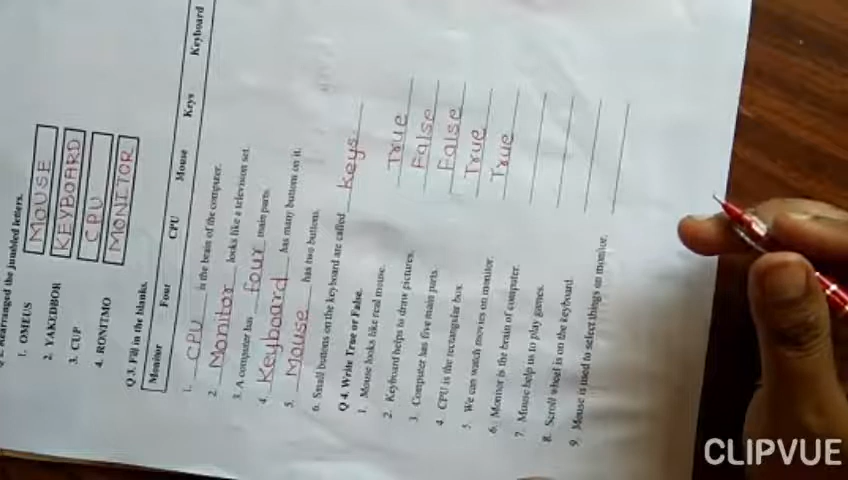 Rearranged the jumbled letters.
1. OMEUS MOUSE
2. YAKEDBOR KEYBOARD
3. CUP CPU
4. RONITMO MONITOR
Q 3. Fill in the blanks.
Monitor Four CPU Mouse Keys Keyboard
1. CPU is the brain of the computer.
2. Monitor looks like a television set.
3. A computer has four main parts.
4. Keyboard has many buttons on it.
5. Mouse has two buttons.
6. Small buttons on the keyboard are called keys.
Q 4. Write True or False.
1. Mouse looks like real mouse. True
2. Keyboard helps to draw pictures. False
3. Computer has five main parts. False
4. CPU is the rectangular box. True
5. We can watch movies on monitor. True
6. Monitor is the brain of computer.
7. Mouse help us to play games.
8. Scroll wheel is on the keyboard.
9. Mouse is used to select things on monitor.
CLIPVUE